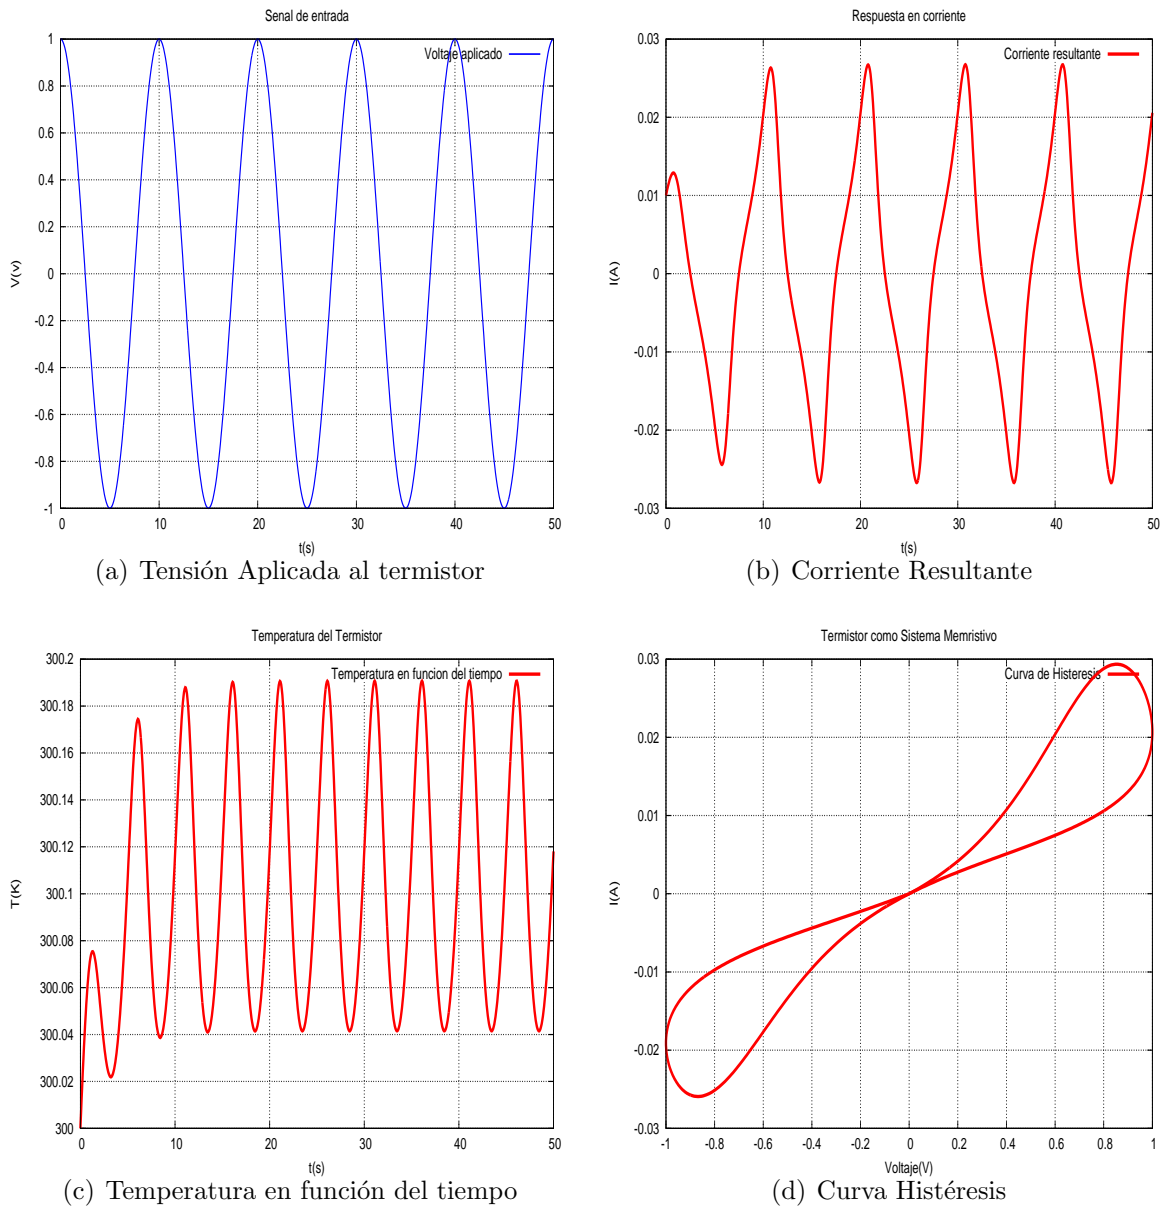 Senal de entrada
Voltaje aplicado
1
0.8
0.6
0.4
0.2
0
-0.2
-0.4
-0.6
-0.8
-1
V(v)
0 10 20 30 40 50
t(s)
(a) Tensión Aplicada al termistor
Respuesta en corriente
Corriente resultante
0.03
0.02
0.01
0
-0.01
-0.02
-0.03
I(A)
0 10 20 30 40 50
t(s)
(b) Corriente Resultante
Temperatura del Termistor
Temperatura en funcion del tiempo
300.2
300.18
300.16
300.14
300.12
300.1
300.08
300.06
300.04
300.02
300
T(K)
0 10 20 30 40 50
t(s)
(c) Temperatura en función del tiempo
Termistor como Sistema Memristivo
Curva de Histeresis
0.03
0.02
0.01
0
-0.01
-0.02
-0.03
I(A)
-1 -0.8 -0.6 -0.4 -0.2 0 0.2 0.4 0.6 0.8 1
Voltaje(V)
(d) Curva Histéresis